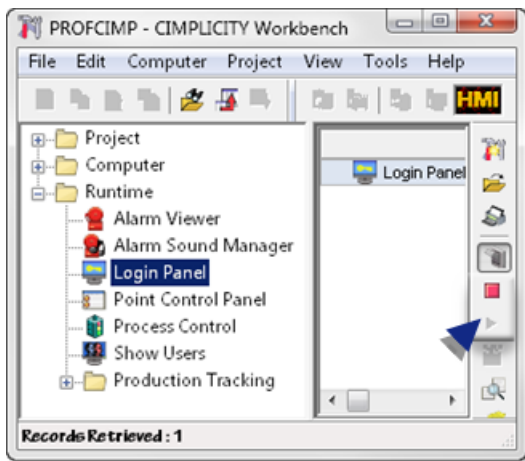 PROFCIMP - CIMPLICITY Workbench
File Edit Computer Project View Tools Help
HMI
Project
Computer
Runtime
Alarm Viewer
Alarm Sound Manager
Login Panel
Point Control Panel
Process Control
Show Users
Production Tracking
Login Panel
Records Retrieved : 1